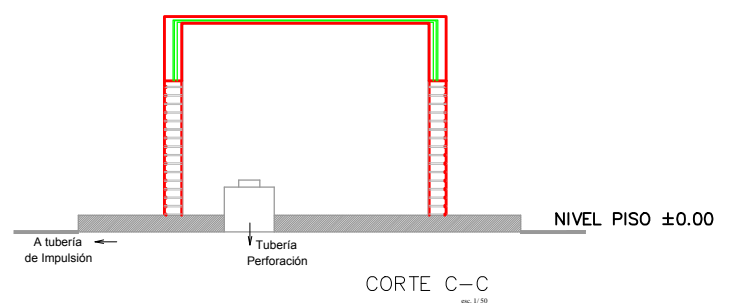 NIVEL PISO ±0.00
A tubería
de Impulsión
Tubería
Perforación
CORTE C-C
esc. 1/50